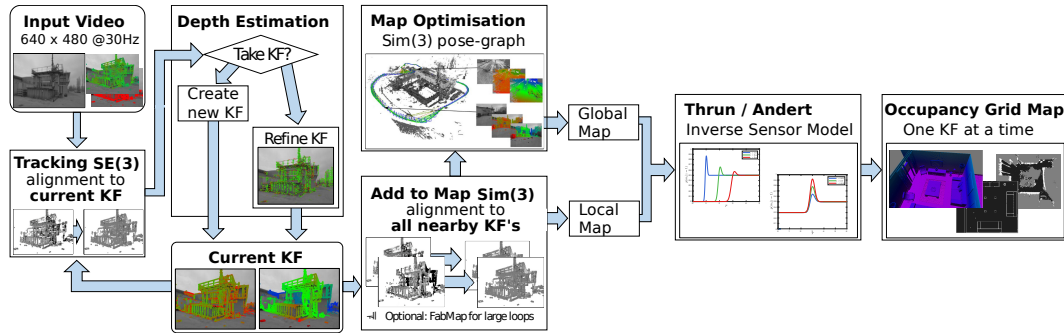 Input Video
640 x 480 @30Hz
Tracking SE(3)
alignment to
current KF
Depth Estimation
Take KF?
Create
new KF
Refine KF
Current KF
Map Optimisation
Sim(3) pose-graph
Add to Map Sim(3)
alignment to
all nearby KF's
Optional: FabMap for large loops
Global
Map
Local
Map
Thrun / Andert
Inverse Sensor Model
Occupancy Grid Map
One KF at a time